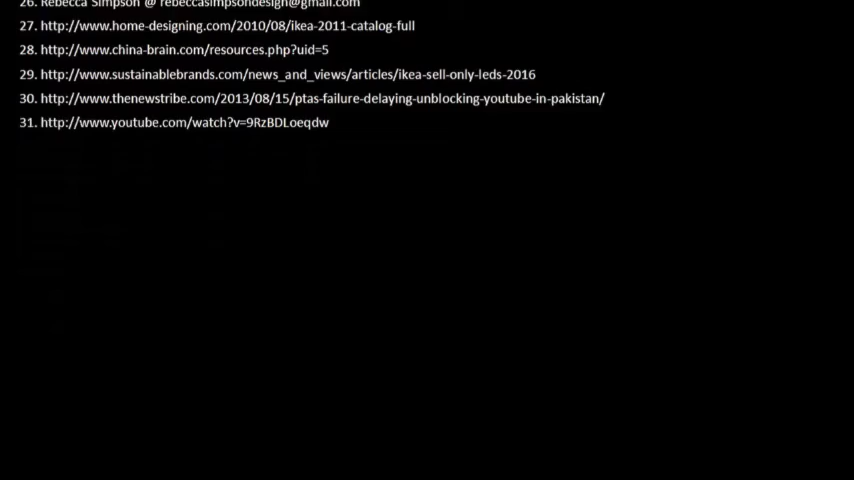 26. Rebecca Simpson @ rebeccasimpsondesign@gmail.com
27. http://www.home-designing.com/2010/08/ikea-2011-catalog-full
28. http://www.china-brain.com/resources.php?uid=5
29. http://www.sustainablebrands.com/news_and_views/articles/ikea-sell-only-leds-2016
30. http://www.thenewstribe.com/2013/08/15/ptas-failure-delaying-unblocking-youtube-in-pakistan/
31. http://www.youtube.com/watch?v=9RzBDLoeqdw